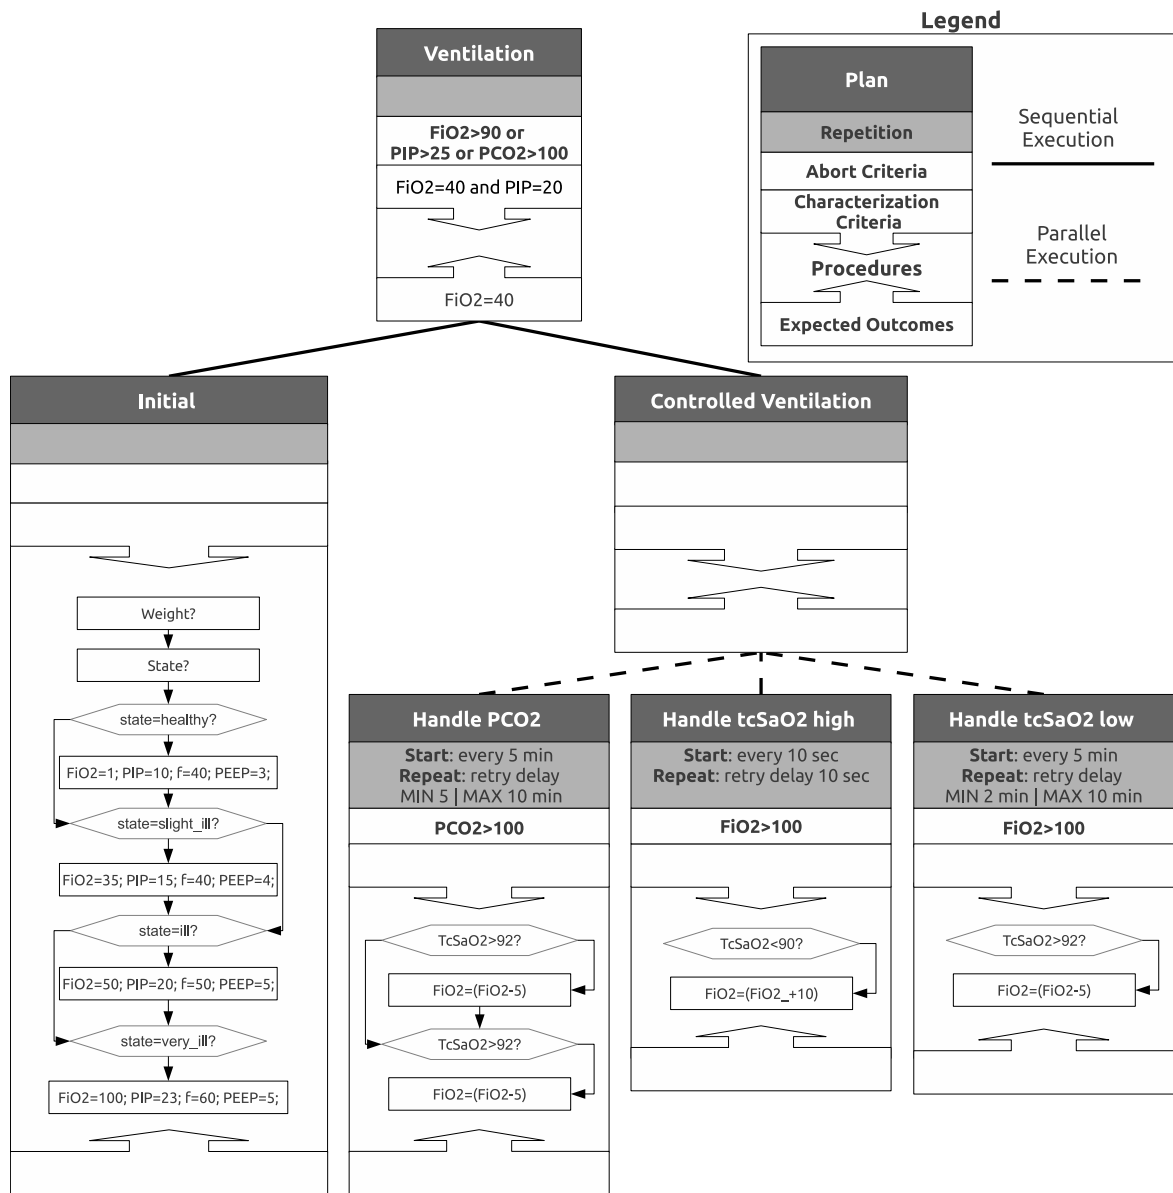 Legend
Plan
Repetition
Abort Criteria
Characterization
Criteria
Procedures
Expected Outcomes
Sequential
Execution
Parallel
Execution
Ventilation
FiO2>90 or
PIP>25 or PCO2>100
FiO2=40 and PIP=20
FiO2=40
Initial
Weight?
State?
state=healthy?
FiO2=1; PIP=10; f=40; PEEP=3;
state=slight_ill?
FiO2=35; PIP=15; f=40; PEEP=4;
state=ill?
FiO2=50; PIP=20; f=50; PEEP=5;
state=very_ill?
FiO2=100; PIP=23; f=60; PEEP=5;
Controlled Ventilation
Handle PCO2
Start: every 5 min
Repeat: retry delay
MIN 5 | MAX 10 min
PCO2>100
TcSaO2>92?
FiO2=(FiO2-5)
TcSaO2>92?
FiO2=(FiO2-5)
Handle tcSaO2 high
Start: every 10 sec
Repeat: retry delay 10 sec
FiO2>100
TcSaO2<90?
FiO2=(FiO2_+10)
Handle tcSaO2 low
Start: every 5 min
Repeat: retry delay
MIN 2 min | MAX 10 min
FiO2>100
TcSaO2>92?
FiO2=(FiO2-5)